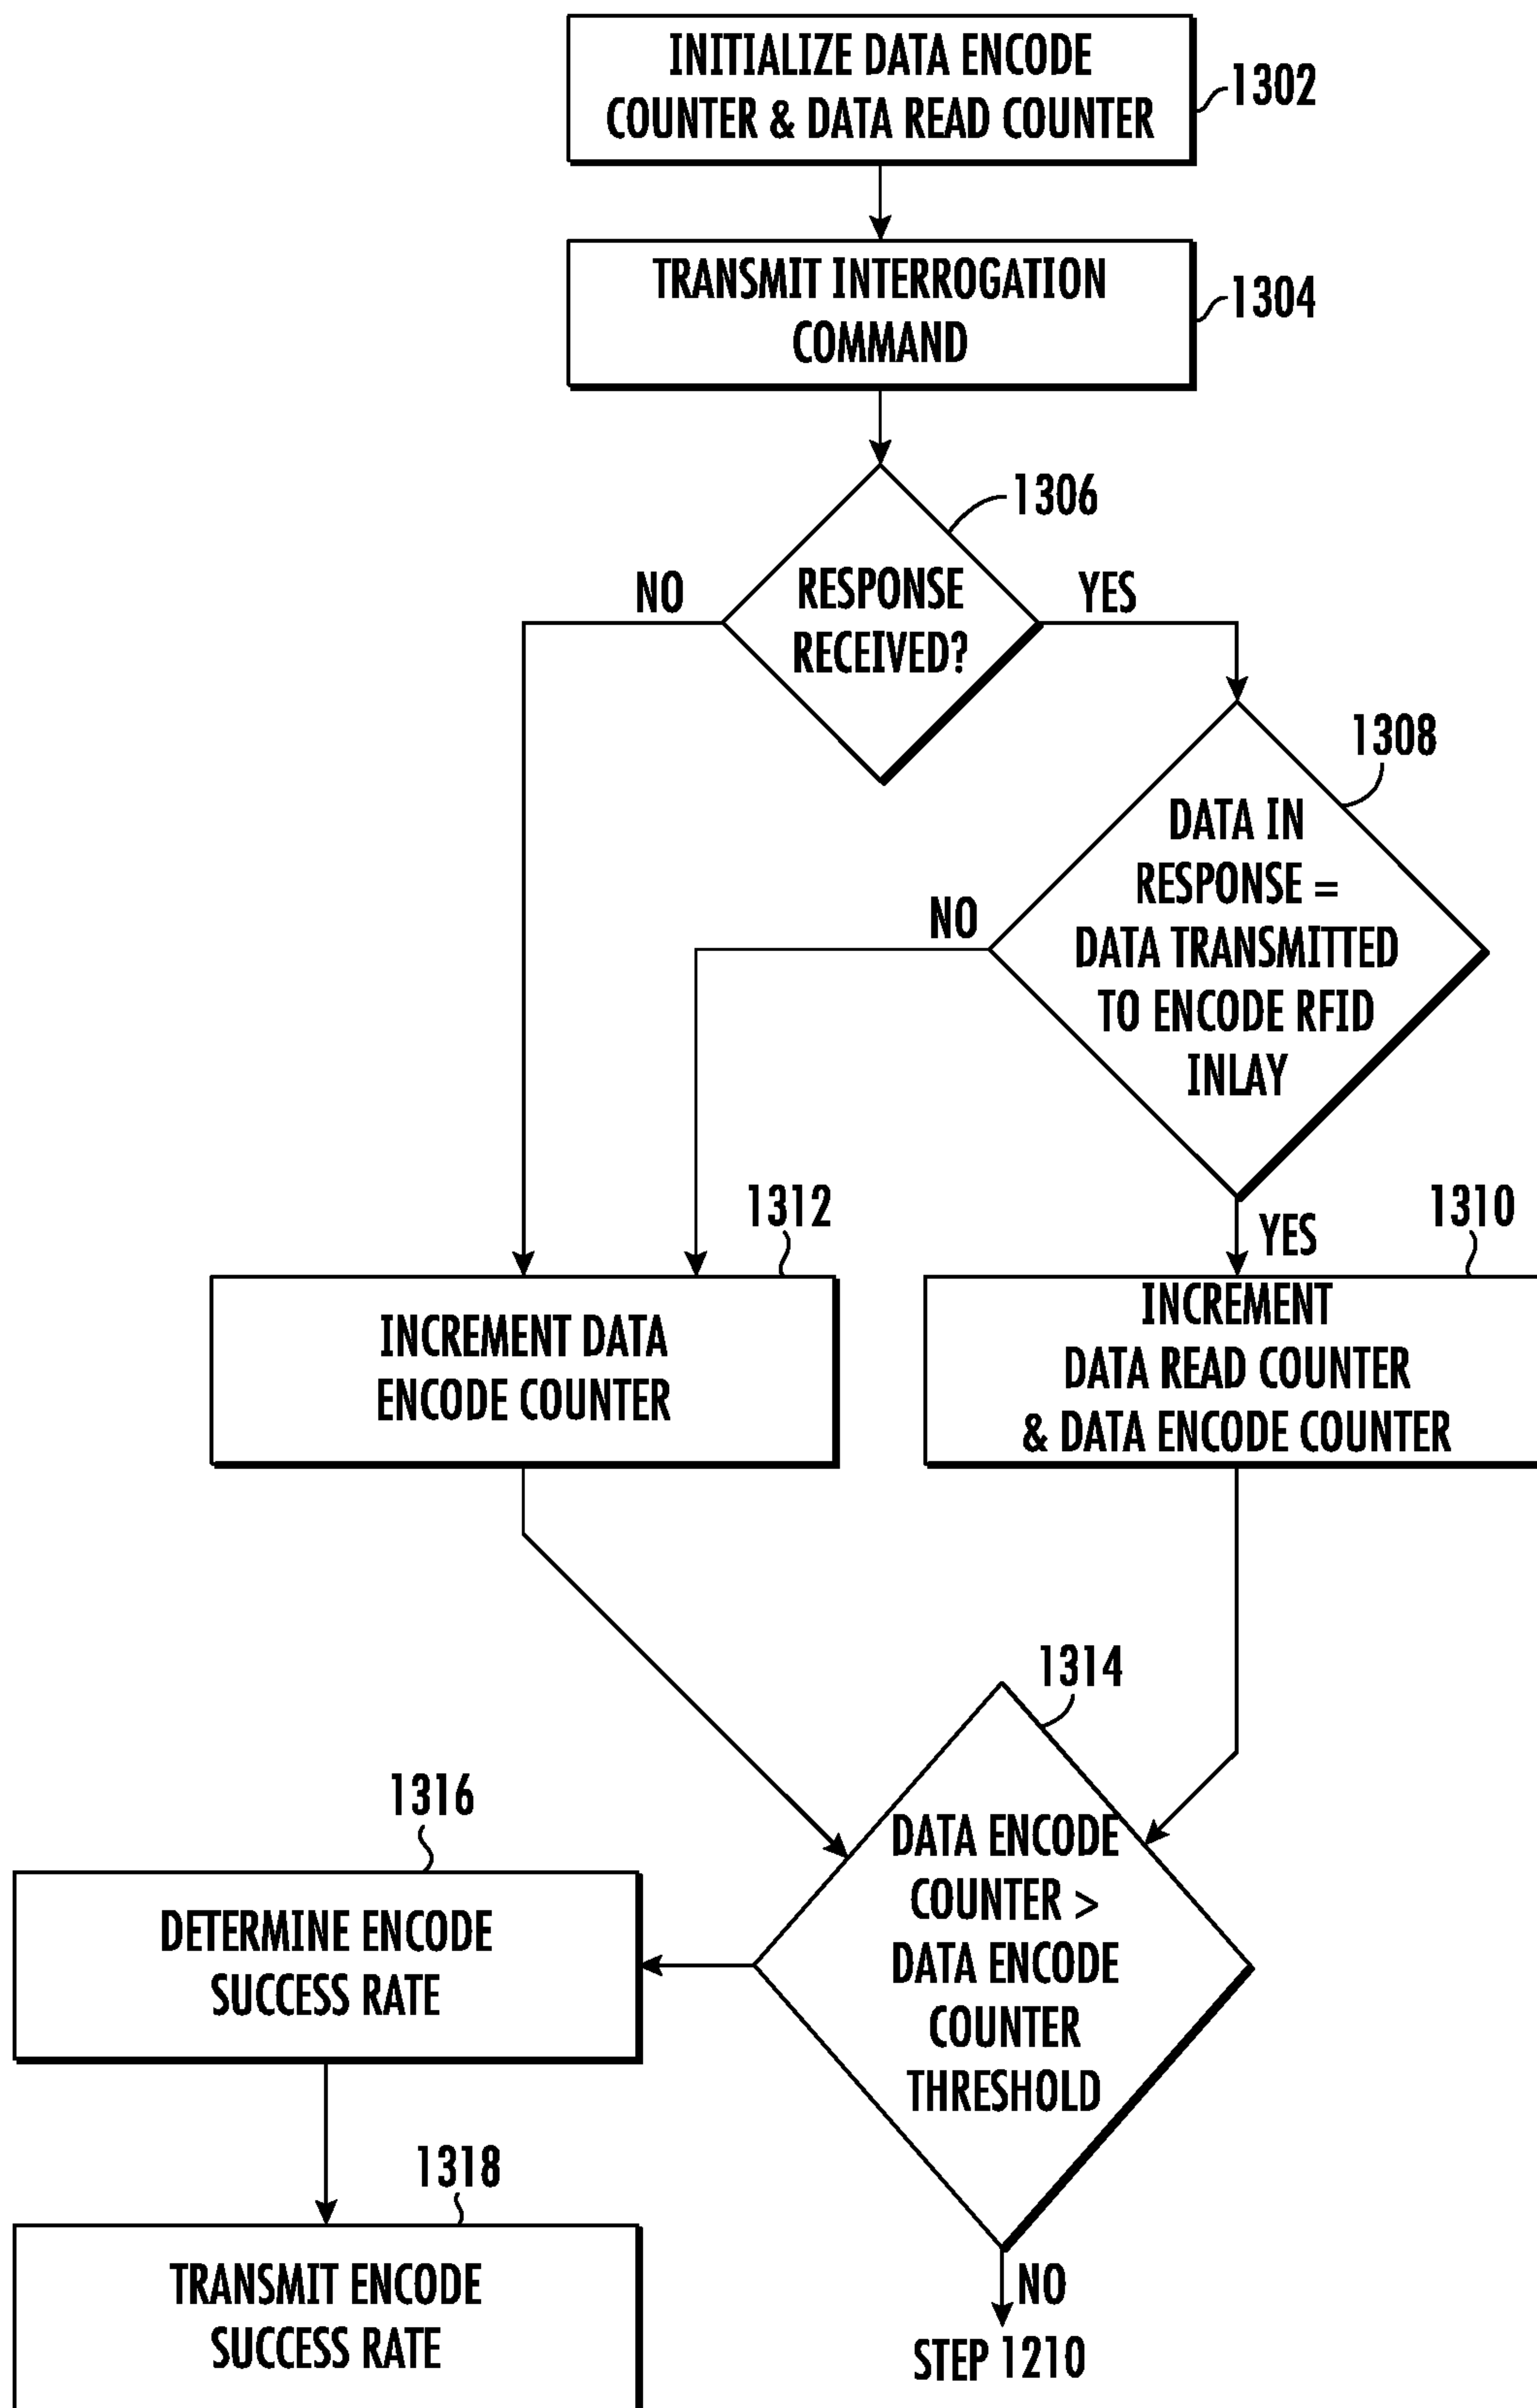 INITIALIZE DATA ENCODE
COUNTER & DATA READ COUNTER
1302
TRANSMIT INTERROGATION
COMMAND
1304
1306
RESPONSE
RECEIVED?
NO
YES
1308
DATA IN
RESPONSE =
DATA TRANSMITTED
TO ENCODE RFID
INLAY
NO
YES
1312
INCREMENT DATA
ENCODE COUNTER
1310
INCREMENT
DATA READ COUNTER
& DATA ENCODE COUNTER
1314
DATA ENCODE
COUNTER >
DATA ENCODE
COUNTER
THRESHOLD
1316
DETERMINE ENCODE
SUCCESS RATE
1318
TRANSMIT ENCODE
SUCCESS RATE
NO
STEP 1210